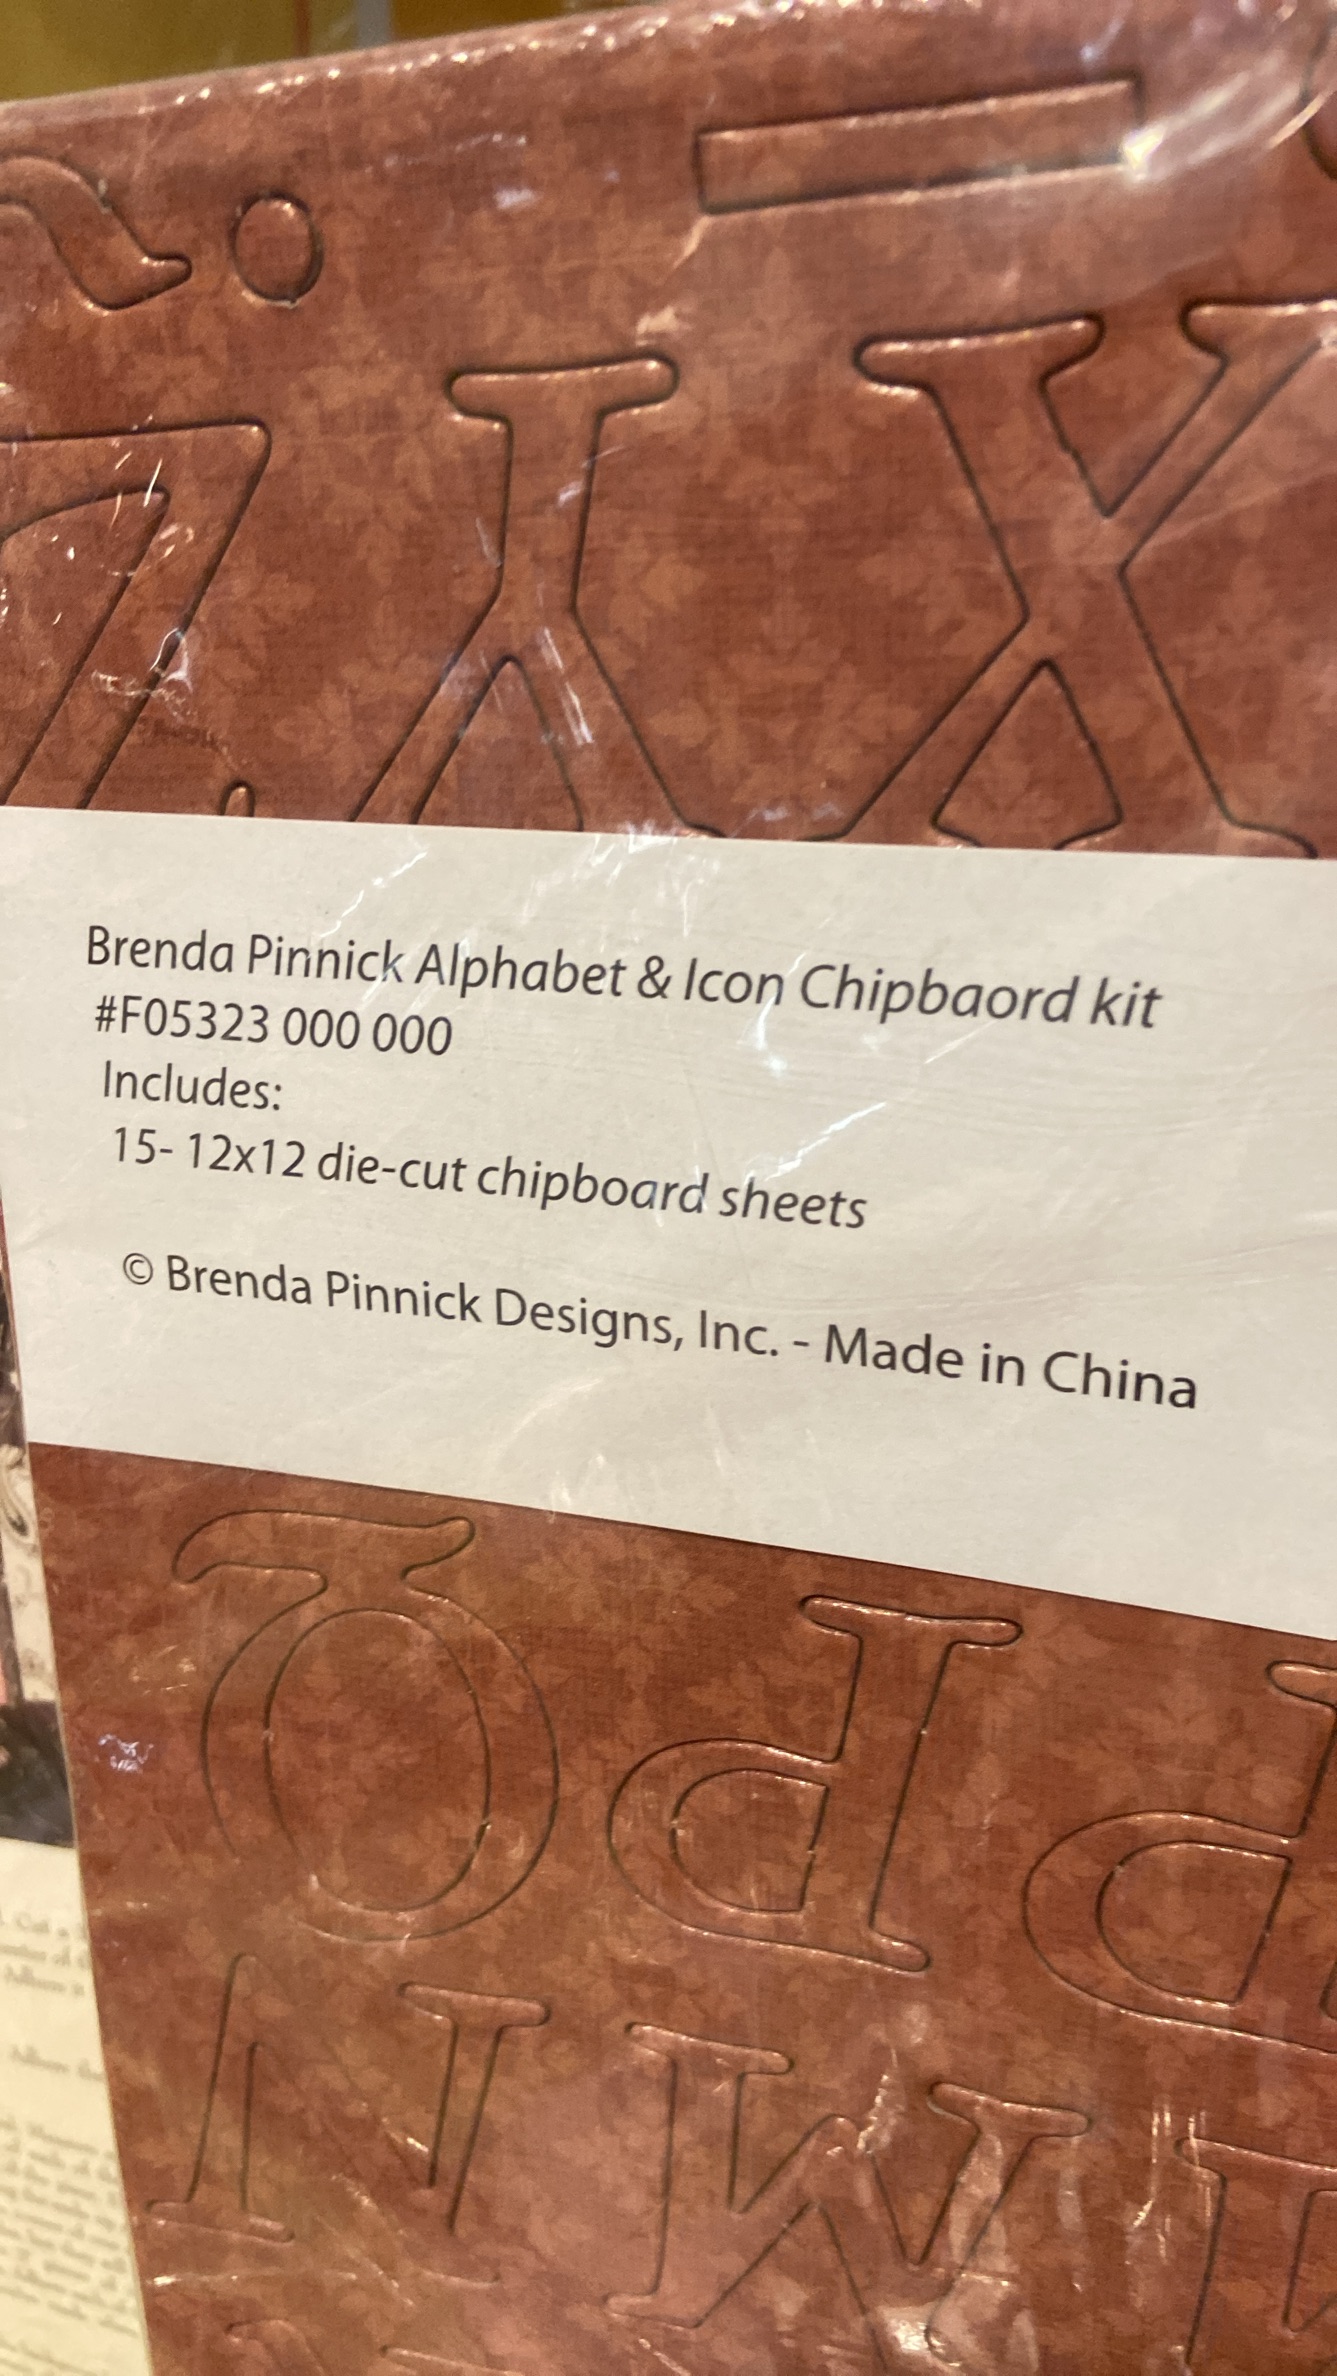 Brenda Pinnick Alphabet & Icon Chipbaord kit
#F05323 000 000
Includes:
15- 12x12 die-cut chipboard sheets
© Brenda Pinnick Designs, Inc. - Made in China